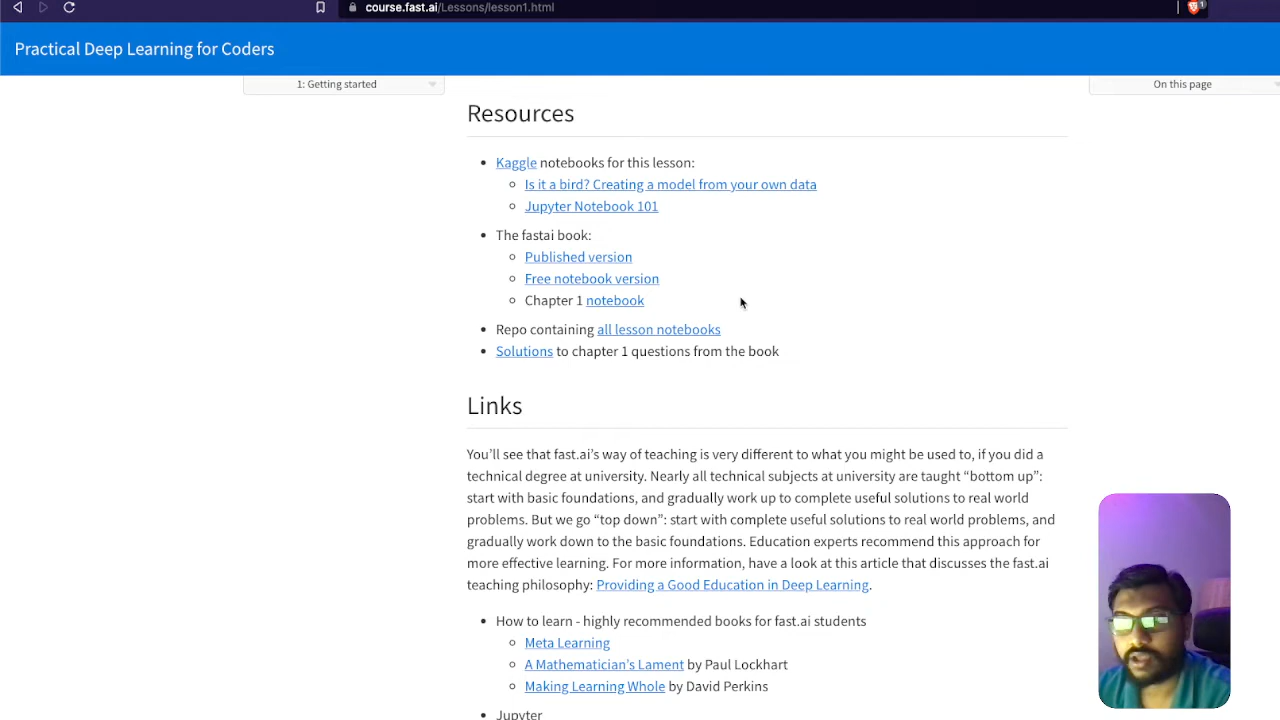 course.fast.ai/Lessons/lesson1.html
1
Practical Deep Learning for Coders
1: Getting started
On this page
Resources
Kaggle notebooks for this lesson:
Is it a bird? Creating a model from your own data
Jupyter Notebook 101
The fastai book:
Published version
Free notebook version
Chapter 1 notebook
Repo containing all lesson notebooks
Solutions to chapter 1 questions from the book
Links
You’ll see that fast.ai’s way of teaching is very different to what you might be used to, if you did a
technical degree at university. Nearly all technical subjects at university are taught “bottom up”:
start with basic foundations, and gradually work up to complete useful solutions to real world
problems. But we go “top down”: start with complete useful solutions to real world problems, and
gradually work down to the basic foundations. Education experts recommend this approach for
more effective learning. For more information, have a look at this article that discusses the fast.ai
teaching philosophy: Providing a Good Education in Deep Learning.
How to learn - highly recommended books for fast.ai students
Meta Learning
A Mathematician’s Lament by Paul Lockhart
Making Learning Whole by David Perkins
Jupyter